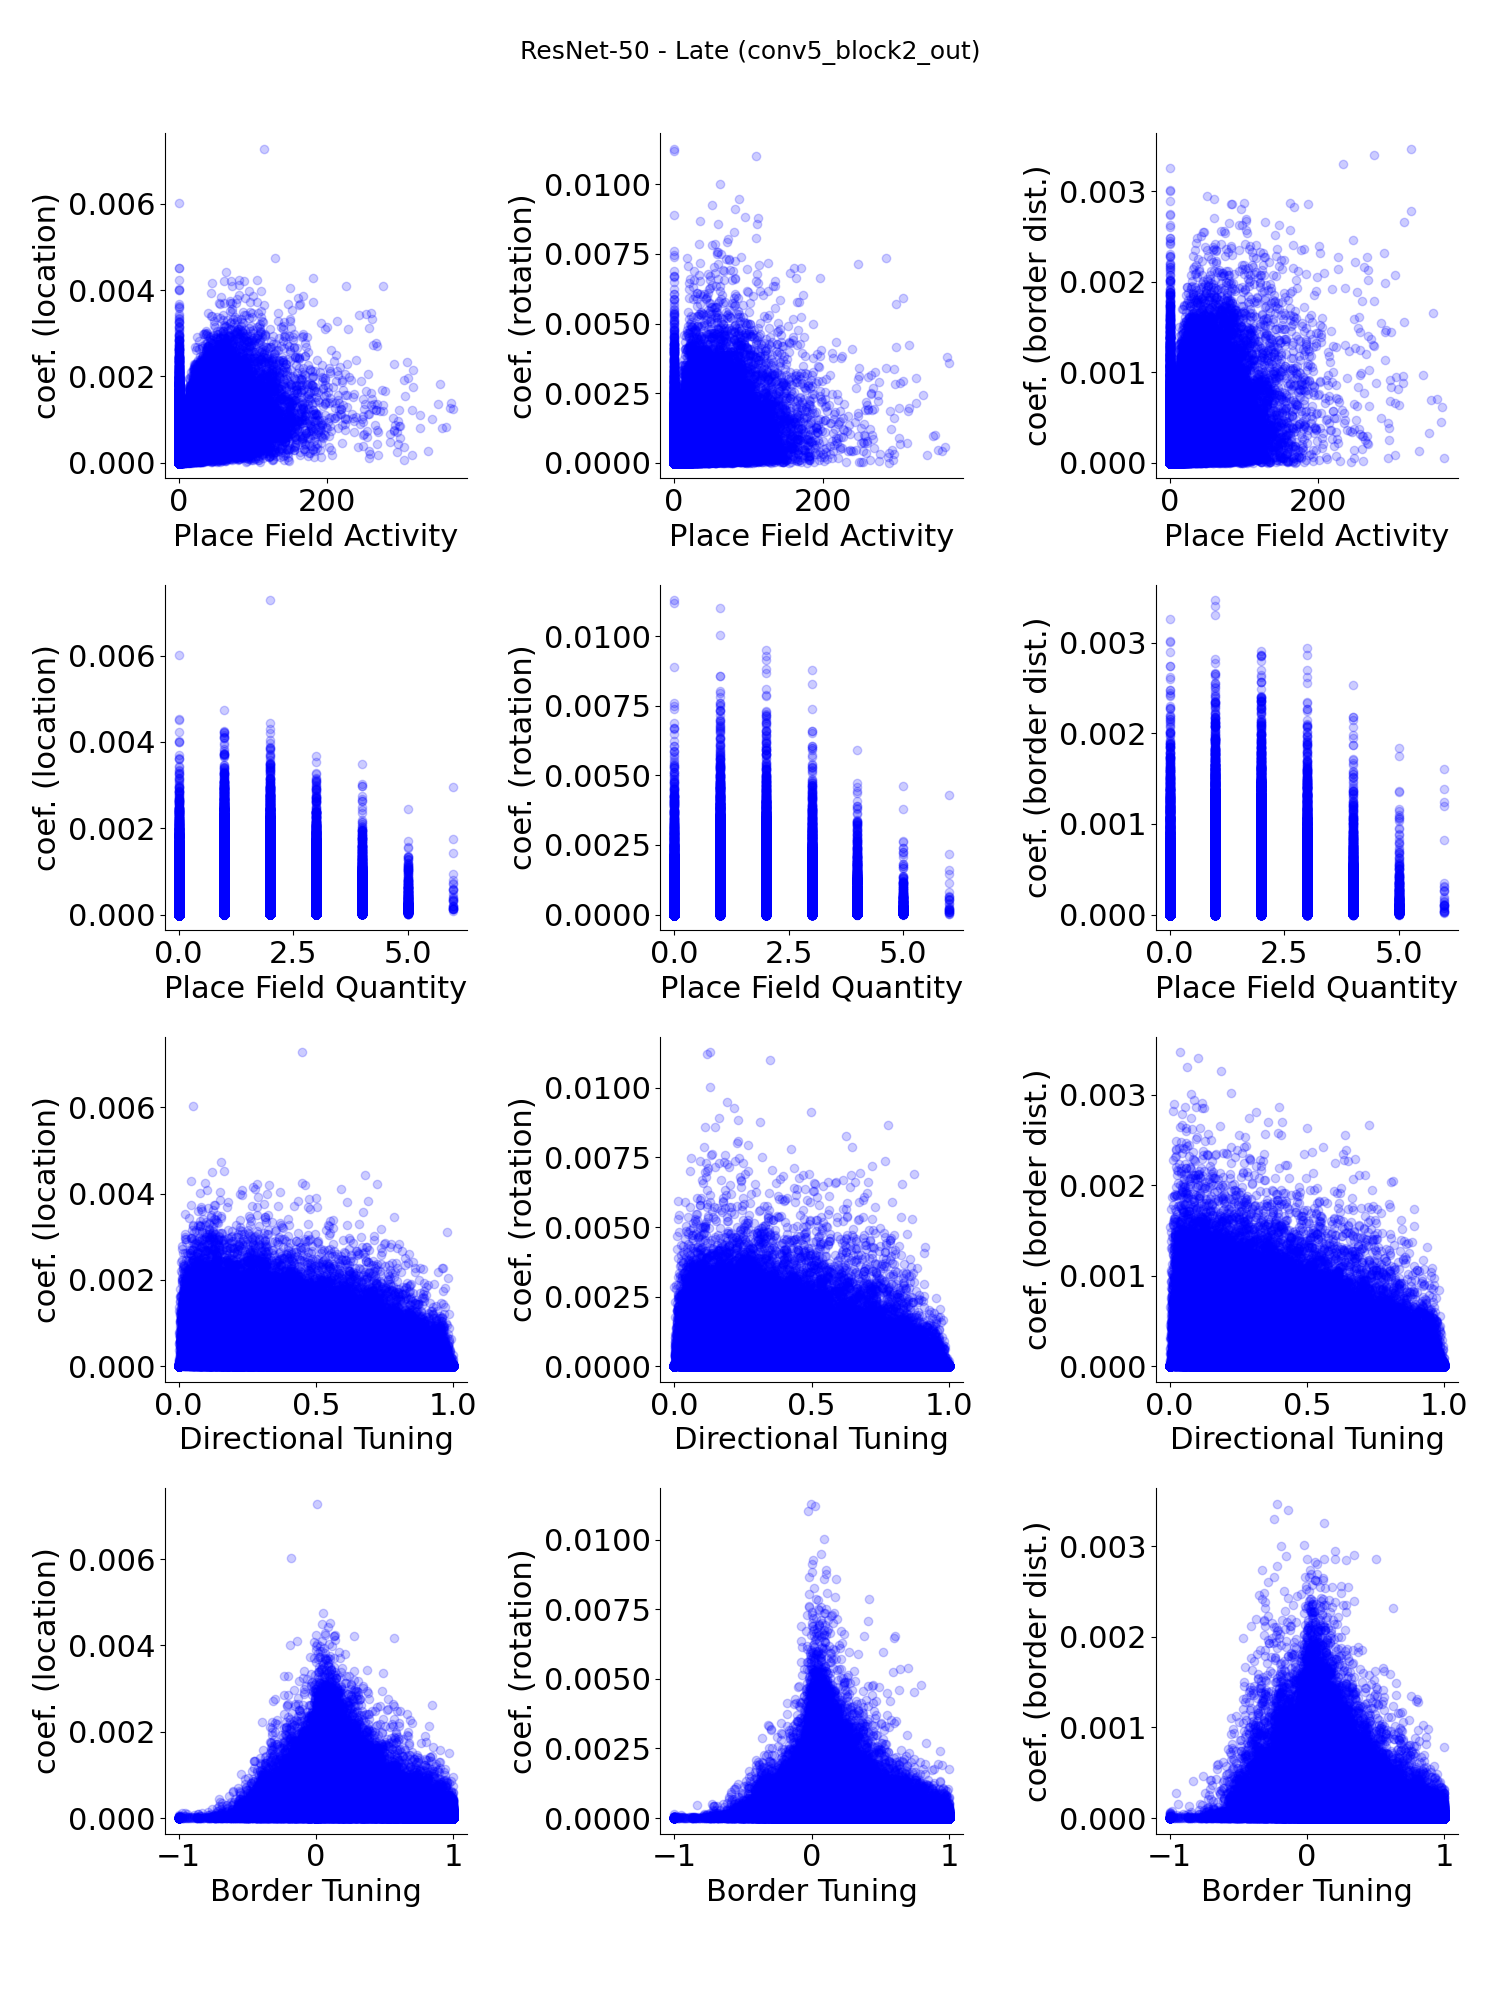 ResNet-50 - Late (conv5_block2_out)
coef. (location)
0.006
0.004
0.002
0.000
0 200
Place Field Activity
coef. (rotation)
0.0100
0.0075
0.0050
0.0025
0.0000
0 200
Place Field Activity
coef. (border dist.)
0.003
0.002
0.001
0.000
0 200
Place Field Activity
coef. (location)
0.006
0.004
0.002
0.000
0.0 2.5 5.0
Place Field Quantity
coef. (rotation)
0.0100
0.0075
0.0050
0.0025
0.0000
0.0 2.5 5.0
Place Field Quantity
coef. (border dist.)
0.003
0.002
0.001
0.000
0.0 2.5 5.0
Place Field Quantity
coef. (location)
0.006
0.004
0.002
0.000
0.0 0.5 1.0
Directional Tuning
coef. (rotation)
0.0100
0.0075
0.0050
0.0025
0.0000
0.0 0.5 1.0
Directional Tuning
coef. (border dist.)
0.003
0.002
0.001
0.000
0.0 0.5 1.0
Directional Tuning
coef. (location)
0.006
0.004
0.002
0.000
−1 0 1
Border Tuning
coef. (rotation)
0.0100
0.0075
0.0050
0.0025
0.0000
−1 0 1
Border Tuning
coef. (border dist.)
0.003
0.002
0.001
0.000
−1 0 1
Border Tuning